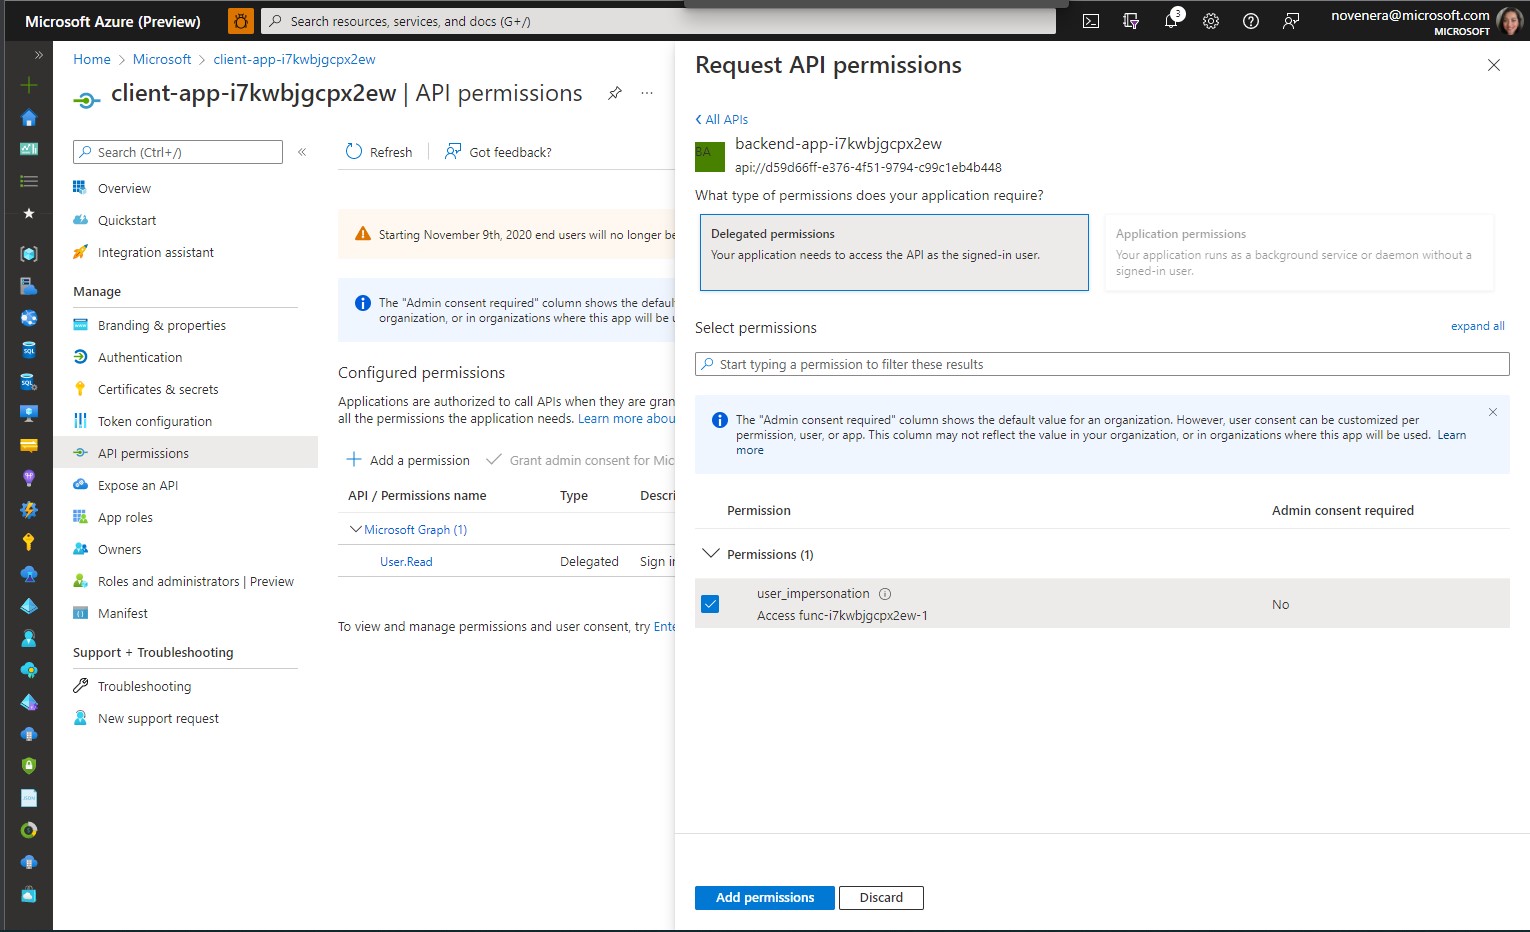 Microsoft Azure (Preview)
Search resources, services, and docs (G+/)
3
novenera@microsoft.com
MICROSOFT
Home > Microsoft > client-app-i7kwbjgcpx2ew
client-app-i7kwbjgcpx2ew | API permissions
Search (Ctrl+/)
Overview
Quickstart
Integration assistant
Manage
Branding & properties
Authentication
Certificates & secrets
Token configuration
API permissions
Expose an API
App roles
Owners
Roles and administrators | Preview
Manifest
Support + Troubleshooting
Troubleshooting
New support request
Refresh
Got feedback?
Starting November 9th, 2020 end users will no longer be
The "Admin consent required" column shows the default
organization, or in organizations where this app will be u
Configured permissions
Applications are authorized to call APIs when they are gran
all the permissions the application needs. Learn more abou
Add a permission
Grant admin consent for Mic
API / Permissions name Type Descri
Microsoft Graph (1)
User.Read Delegated Sign in
To view and manage permissions and user consent, try Ente
Request API permissions
All APIs
BA
backend-app-i7kwbjgcpx2ew
api://d59d66ff-e376-4f51-9794-c99c1eb4b448
What type of permissions does your application require?
Delegated permissions
Your application needs to access the API as the signed-in user.
Application permissions
Your application runs as a background service or daemon without a
signed-in user.
Select permissions
expand all
Start typing a permission to filter these results
The "Admin consent required" column shows the default value for an organization. However, user consent can be customized per
permission, user, or app. This column may not reflect the value in your organization, or in organizations where this app will be used. Learn
more
Permission Admin consent required
Permissions (1)
user_impersonation
Access func-i7kwbjgcpx2ew-1
No
Add permissions
Discard